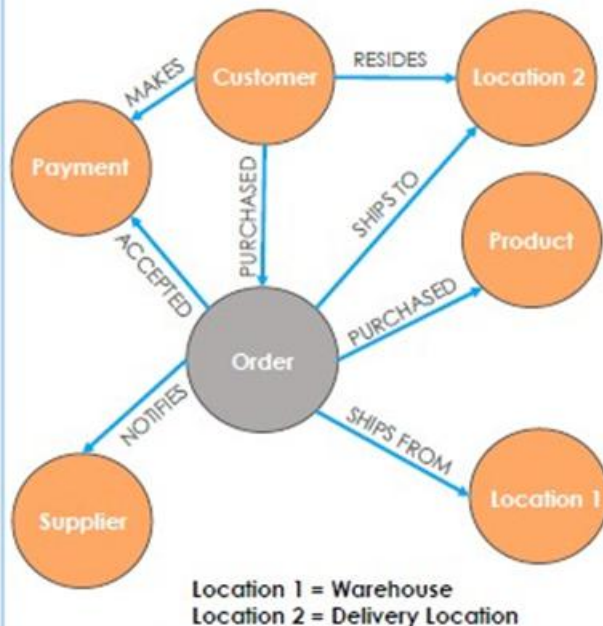 Customer
RESIDES
Location 2
MAKES
Payment
PURCHASED
SHIPS TO
Product
ACCEPTED
PURCHASED
Order
NOTIFIES
SHIPS FROM
Supplier
Location 1
Location 1 = Warehouse
Location 2 = Delivery Location